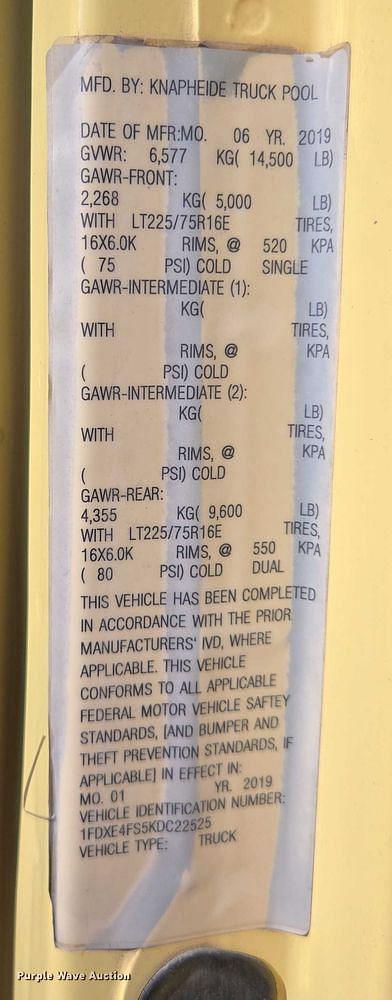 MFD. BY: KNAPHEIDE TRUCK POOL
DATE OF MFR:MO. 06 YR. 2019
GVWR: 6,577 KG( 14,500 LB)
GAWR-FRONT:
2,268 KG( 5,000 LB)
WITH LT225/75R16E TIRES,
16X6.0K RIMS, @ 520 KPA
( 75 PSI) COLD SINGLE
GAWR-INTERMEDIATE (1):
KG( LB)
WITH TIRES,
RIMS, @ KPA
( PSI) COLD
GAWR-INTERMEDIATE (2):
KG( LB)
WITH TIRES,
RIMS, @ KPA
( PSI) COLD
GAWR-REAR:
4,355 KG( 9,600 LB)
WITH LT225/75R16E TIRES,
16X6.0K RIMS, @ 550 KPA
( 80 PSI) COLD DUAL
THIS VEHICLE HAS BEEN COMPLETED
IN ACCORDANCE WITH THE PRIOR
MANUFACTURERS' IVD, WHERE
APPLICABLE. THIS VEHICLE
CONFORMS TO ALL APPLICABLE
FEDERAL MOTOR VEHICLE SAFTEY
STANDARDS, [AND BUMPER AND
THEFT PREVENTION STANDARDS, IF
APPLICABLE] IN EFFECT IN:
MO. 01 YR. 2019
VEHICLE IDENTIFICATION NUMBER:
1FDXE4FS5KDC22525
VEHICLE TYPE: TRUCK
Purple Wave Auction